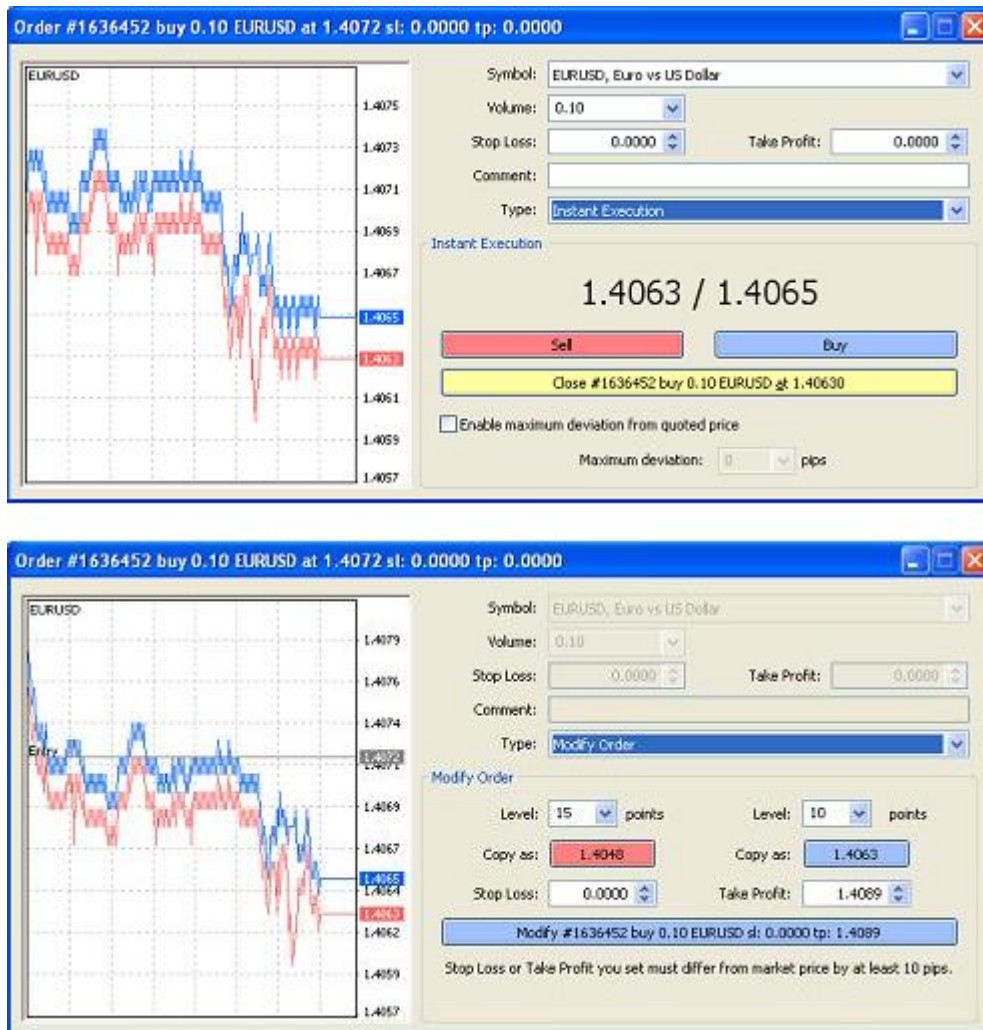 Order #1636452 buy 0.10 EURUSD at 1.4072 sl: 0.0000 tp: 0.0000
EURUSD
1.4075
1.4073
1.4071
1.4069
1.4067
1.4065
1.4063
1.4061
1.4059
1.4057
Symbol: EURUSD, Euro vs US Dollar
Volume: 0.10
Stop Loss: 0.0000 Take Profit: 0.0000
Comment:
Type: Instant Execution
Instant Execution
1.4063 / 1.4065
Sell Buy
Close #1636452 buy 0.10 EURUSD at 1.40630
Enable maximum deviation from quoted price
Maximum deviation: 0 pips
Order #1636452 buy 0.10 EURUSD at 1.4072 sl: 0.0000 tp: 0.0000
EURUSD
Entry
1.4079
1.4076
1.4074
1.4072
1.4071
1.4069
1.4067
1.4065
1.4064
1.4063
1.4062
1.4059
1.4057
Symbol: EURUSD, Euro vs US Dollar
Volume: 0.10
Stop Loss: 0.0000 Take Profit: 0.0000
Comment:
Type: Modify Order
Modify Order
Level: 15 points Level: 10 points
Copy as: 1.4048 Copy as: 1.4063
Stop Loss: 0.0000 Take Profit: 1.4089
Modify #1636452 buy 0.10 EURUSD sl: 0.0000 tp: 1.4089
Stop Loss or Take Profit you set must differ from market price by at least 10 pips.